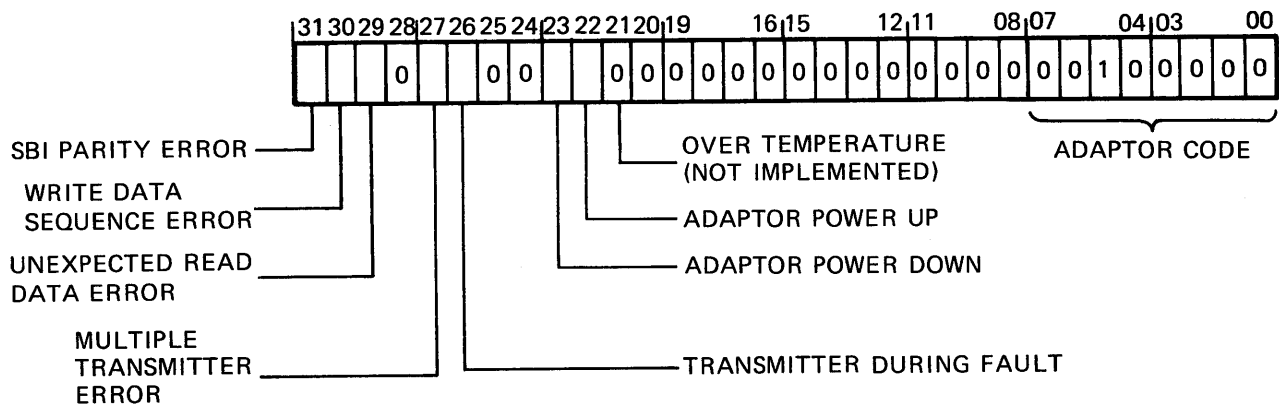 31 30 29 28 27 26 25 24 23 22 21 20 19 16 15 12 11 08 07 04 03 00
0 0 0 0 0 0 0 0 0 0 0 0 0 0 0 0 0 0 0 1 0 0 0 0 0
SBI PARITY ERROR
WRITE DATA
SEQUENCE ERROR
UNEXPECTED READ
DATA ERROR
MULTIPLE
TRANSMITTER
ERROR
OVER TEMPERATURE
(NOT IMPLEMENTED)
ADAPTOR POWER UP
ADAPTOR POWER DOWN
TRANSMITTER DURING FAULT
ADAPTOR CODE